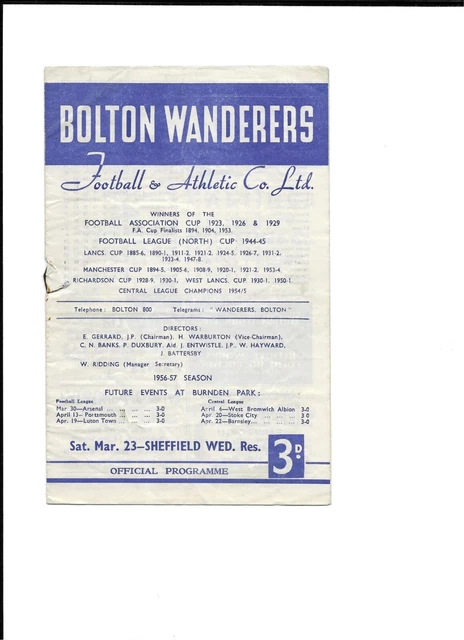 BOLTON WANDERERS
Football & Athletic Co. Ltd.
WINNERS OF THE
FOOTBALL ASSOCIATION CUP 1923, 1926 & 1929
F.A. Cup Finalists 1894, 1904, 1953.
FOOTBALL LEAGUE (NORTH) CUP 1944-45
LANCS. CUP 1885-6, 1890-1, 1911-2, 1921-2, 1924-5, 1926-7, 1931-2,
1933-4, 1947-8.
MANCHESTER CUP 1894-5, 1905-6, 1908-9, 1920-1, 1921-2, 1953-4.
RICHARDSON CUP 1928-9, 1930-1. WEST LANCS. CUP 1930-1, 1950-1.
CENTRAL LEAGUE CHAMPIONS 1954/5
Telephone: BOLTON 800 Telegrams: "WANDERERS, BOLTON"
DIRECTORS:
E. GERRARD, J.P. (Chairman), H. WARBURTON (Vice-Chairman),
C. N. BANKS, P. DUXBURY, Ald J. ENTWISTLE, J.P., W. HAYWARD,
J. BATTERSBY
W. RIDDING (Manager Secretary)
1956-57 SEASON
FUTURE EVENTS AT BURNDEN PARK:
Football League
Mar 30—Arsenal ... ... ... ... 3-0
April 13—Portsmouth ... ... ... 3-0
Apr. 19—Luton Town ... ... ... 3-0
Central League
April 6—West Bromwich Albion 3-0
Apr. 20—Stoke City ... ... ... 3 0
Apr. 22—Barnsley ... ... ... 3-0
Sat. Mar. 23—SHEFFIELD WED. Res.
3D.
OFFICIAL PROGRAMME